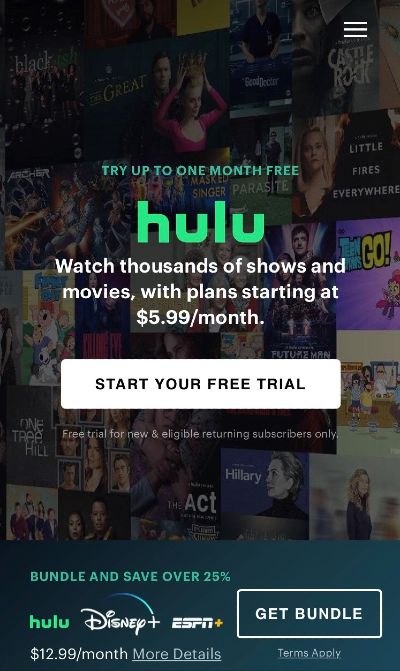 black-ish
THE GREAT
the GoodDoctor
CASTLE
ROCK
TRY UP TO ONE MONTH FREE
ARCHER
MASKED
SINGER
PARASITE
LITTLE
FIRES
EVERYWHERE
hulu
TEEN TITANS GO!
Watch thousands of shows and
movies, with plans starting at
$5.99/month.
KILLING EVE
FUTURE MAN
START YOUR FREE TRIAL
Free trial for new & eligible returning subscribers only.
ONE
TREE
HILL
THE Act
Hillary
BUNDLE AND SAVE OVER 25%
hulu Disney+ ESPN+
GET BUNDLE
$12.99/month More Details
Terms Apply